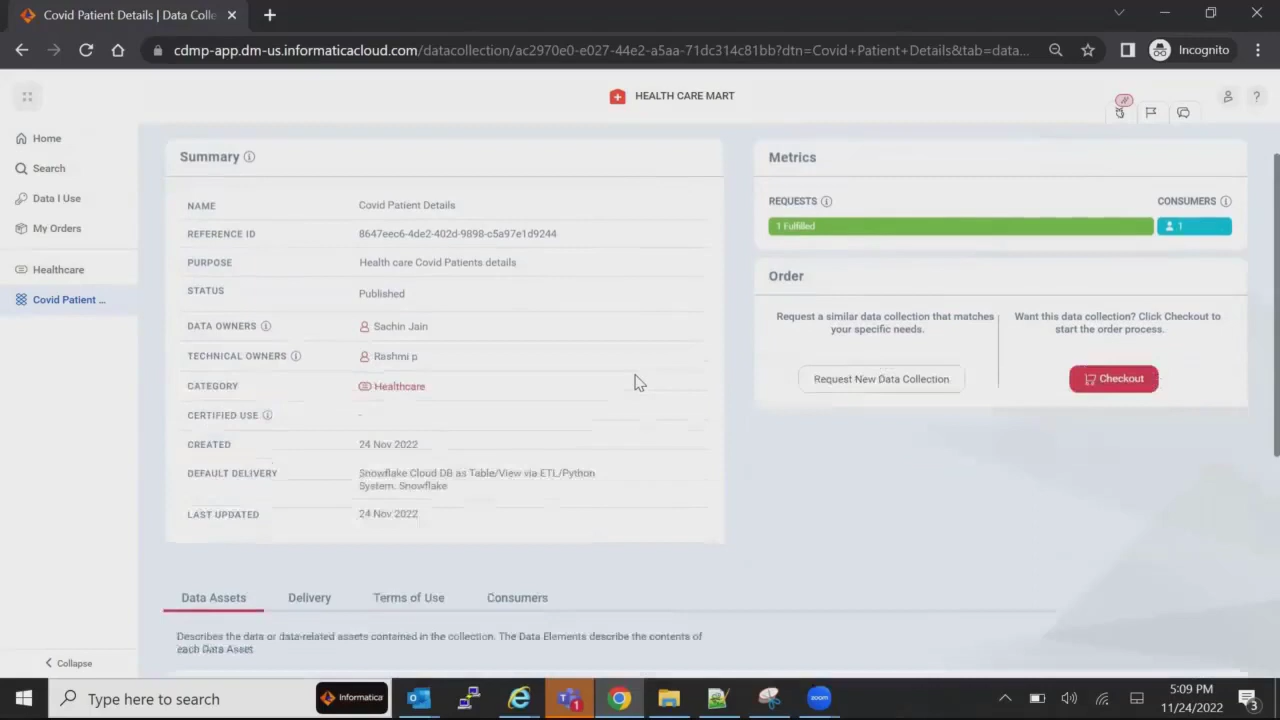 Covid Patient Details | Data Colle
cdmp-app.dm-us.informaticacloud.com/datacollection/ac2970e0-e027-44e2-a5aa-71dc314c81bb?dtn=Covid+Patient+Details&tab=data...
Incognito
HEALTH CARE MART
Home
Search
Data I Use
My Orders
Healthcare
Covid Patient ...
Collapse
Summary
NAME Covid Patient Details
REFERENCE ID 8647eec6-4de2-402d-9898-c5a97e1d9244
PURPOSE Health care Covid Patients details
STATUS Published
DATA OWNERS Sachin Jain
TECHNICAL OWNERS Rashmi p
CATEGORY Healthcare
CERTIFIED USE -
CREATED 24 Nov 2022
DEFAULT DELIVERY Snowflake Cloud DB as Table/View via ETL/Python
System. Snowflake
LAST UPDATED 24 Nov 2022
Metrics
REQUESTS CONSUMERS
1 Fulfilled 1
Order
Request a similar data collection that matches
your specific needs.
Request New Data Collection
Want this data collection? Click Checkout to
start the order process.
Checkout
Data Assets Delivery Terms of Use Consumers
Describes the data or data-related assets contained in the collection. The Data Elements describe the contents of
each Data Asset
Type here to search
Informatica
1
zoom
5:09 PM
11/24/2022
3